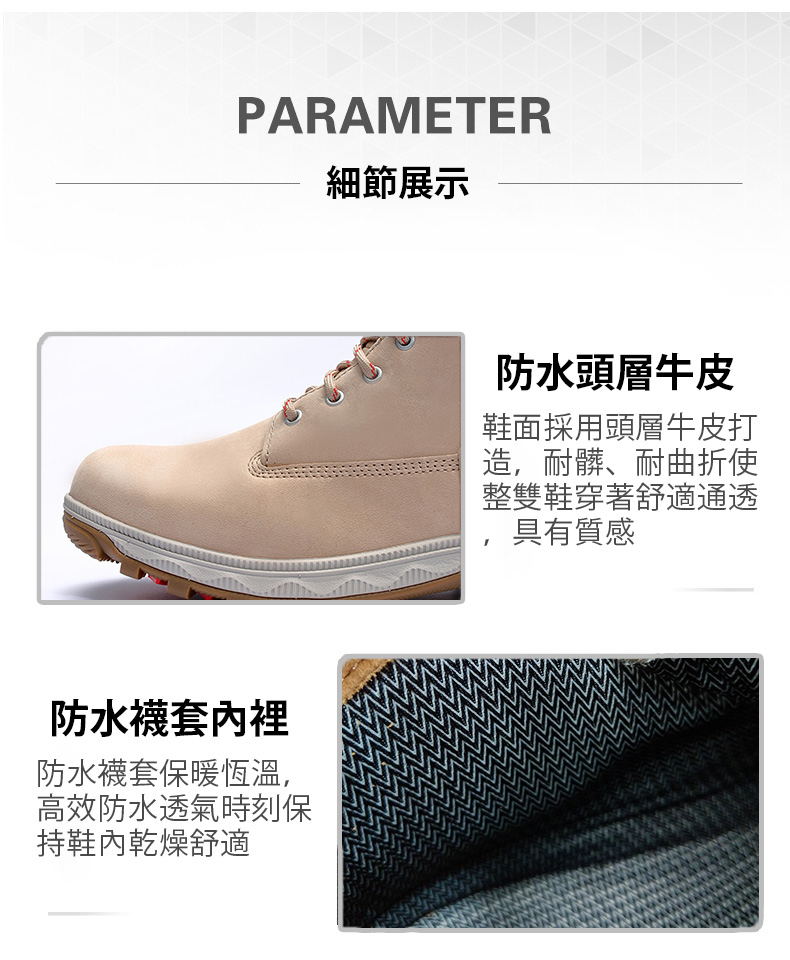 PARAMETER
細節展示
防水頭層牛皮
鞋面採用頭層牛皮打
造，耐髒、耐曲折使
整雙鞋穿著舒適通透
，具有質感
防水襪套內裡
防水襪套保暖恆溫，
高效防水透氣時刻保
持鞋內乾燥舒適